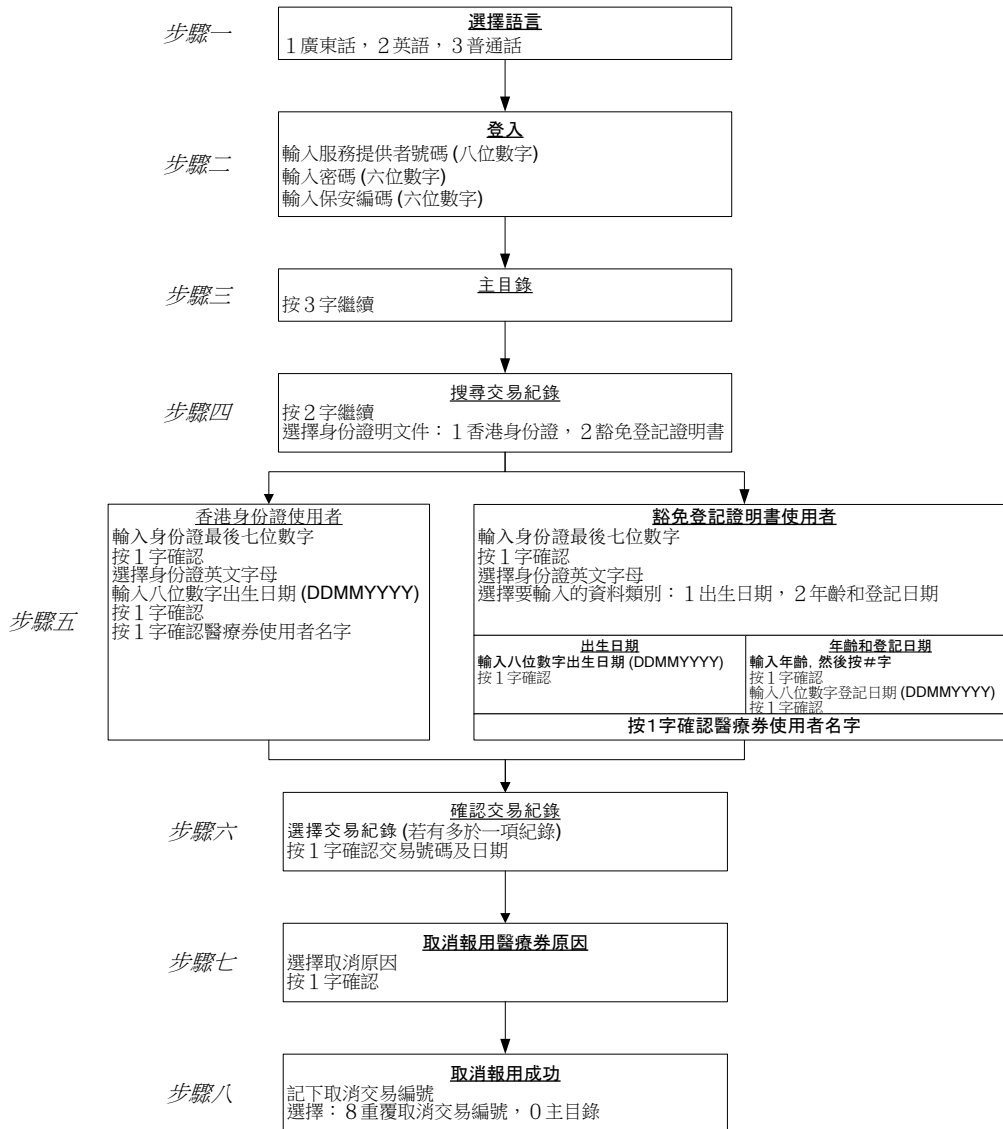 步驟一
選擇語言
１廣東話，２英語，３普通話
步驟二
登入
輸入服務提供者號碼 (八位數字)
輸入密碼 (六位數字)
輸入保安編碼 (六位數字)
步驟三
主目錄
按３字繼續
步驟四
搜尋交易紀錄
按２字繼續
選擇身份證明文件：１香港身份證，２豁免登記證明書
步驟五
香港身份證使用者
輸入身份證最後七位數字
按１字確認
選擇身份證英文字母
輸入八位數字出生日期 (DDMMYYYY)
按１字確認
按１字確認醫療券使用者名字
豁免登記證明書使用者
輸入身份證最後七位數字
按１字確認
選擇身份證英文字母
選擇要輸入的資料類別：１出生日期，２年齡和登記日期
出生日期
輸入八位數字出生日期 (DDMMYYYY)
按１字確認
年齡和登記日期
輸入年齡, 然後按＃字
按１字確認
輸入八位數字登記日期 (DDMMYYYY)
按１字確認
按1字確認醫療券使用者名字
步驟六
確認交易紀錄
選擇交易紀錄 (若有多於一項紀錄)
按１字確認交易號碼及日期
步驟七
取消報用醫療券原因
選擇取消原因
按１字確認
步驟八
取消報用成功
記下取消交易編號
選擇：８重覆取消交易編號，０主目錄